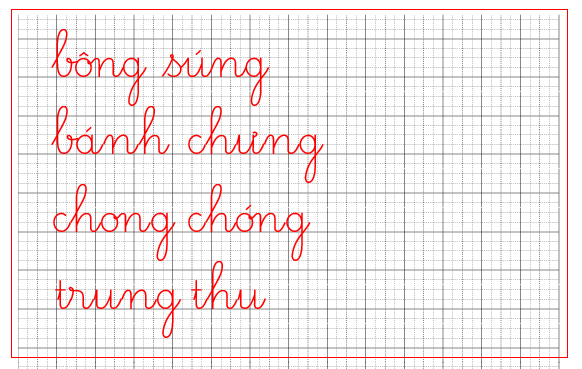 bông súng
bánh chưng
chong chóng
trung thu